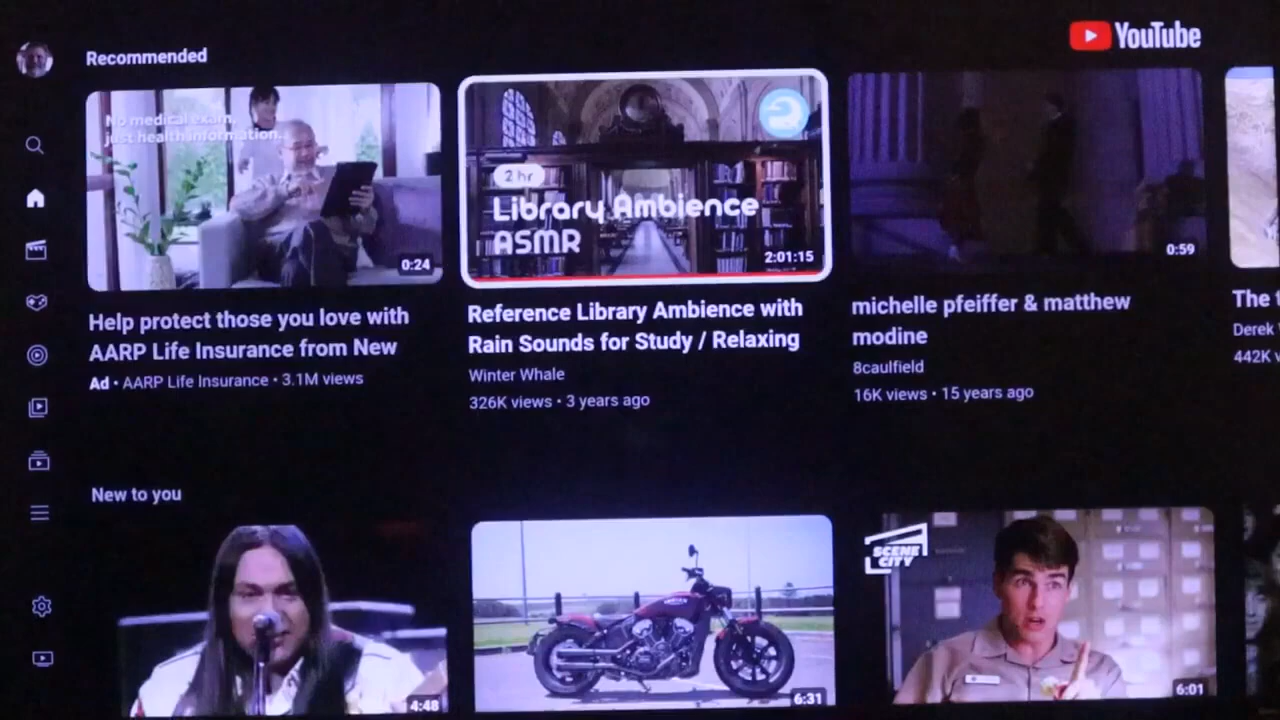 YouTube
Recommended
No medical exam,
just health information.
0:24
2 hr
Library Ambience
ASMR
2:01:15
0:59
Help protect those you love with
AARP Life Insurance from New
Ad • AARP Life Insurance • 3.1M views
Reference Library Ambience with
Rain Sounds for Study / Relaxing
Winter Whale
326K views • 3 years ago
michelle pfeiffer & matthew
modine
8caulfield
16K views • 15 years ago
The
Derek
442K
New to you
4:48
6:31
SCENE
CITY
6:01